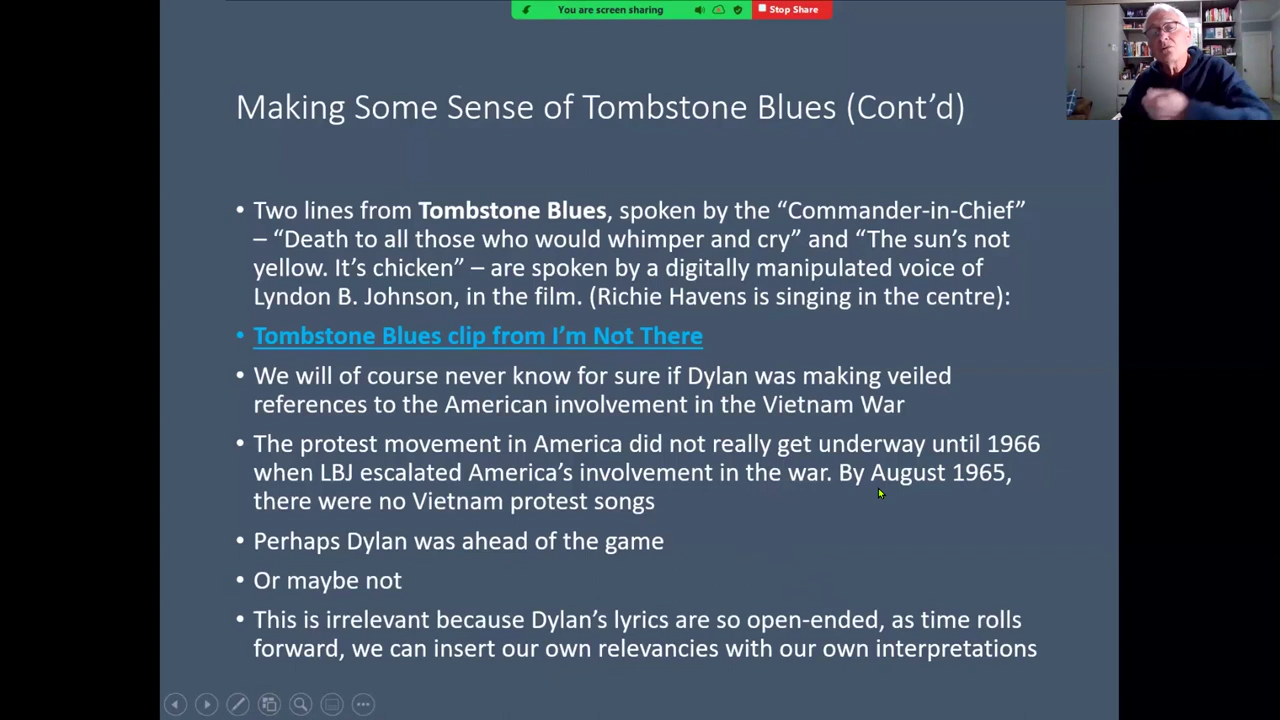 You are screen sharing
Stop Share
Making Some Sense of Tombstone Blues (Cont’d)
• Two lines from Tombstone Blues, spoken by the “Commander-in-Chief”
– “Death to all those who would whimper and cry” and “The sun’s not
yellow. It’s chicken” – are spoken by a digitally manipulated voice of
Lyndon B. Johnson, in the film. (Richie Havens is singing in the centre):
• Tombstone Blues clip from I’m Not There
• We will of course never know for sure if Dylan was making veiled
references to the American involvement in the Vietnam War
• The protest movement in America did not really get underway until 1966
when LBJ escalated America’s involvement in the war. By August 1965,
there were no Vietnam protest songs
• Perhaps Dylan was ahead of the game
• Or maybe not
• This is irrelevant because Dylan’s lyrics are so open-ended, as time rolls
forward, we can insert our own relevancies with our own interpretations